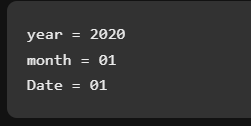 year = 2020
month = 01
Date = 01